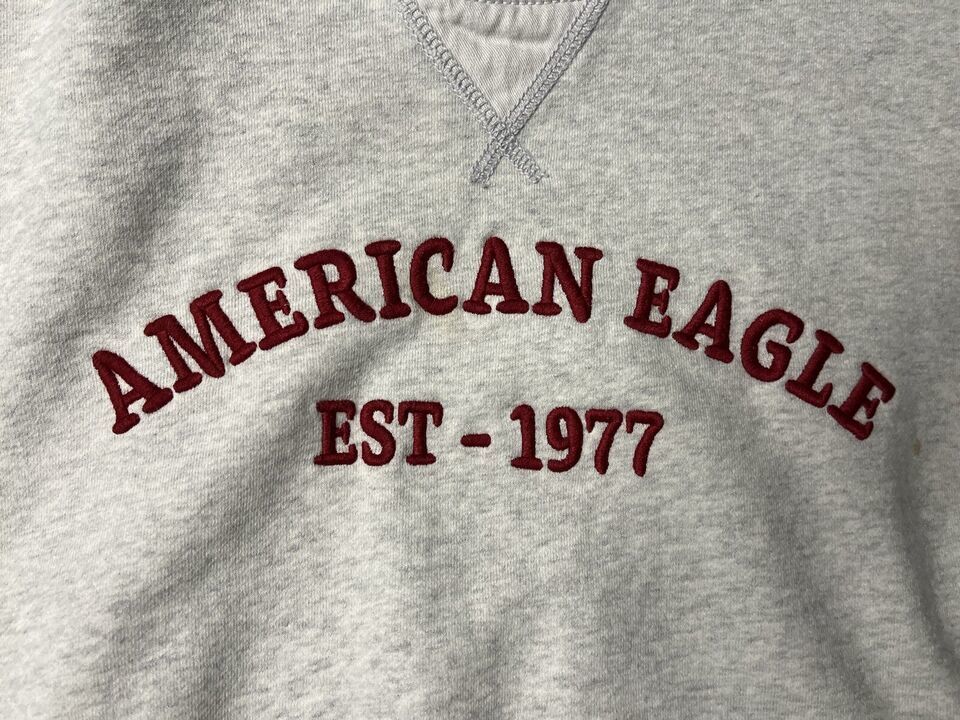 AMERICAN EAGLE
EST - 1977